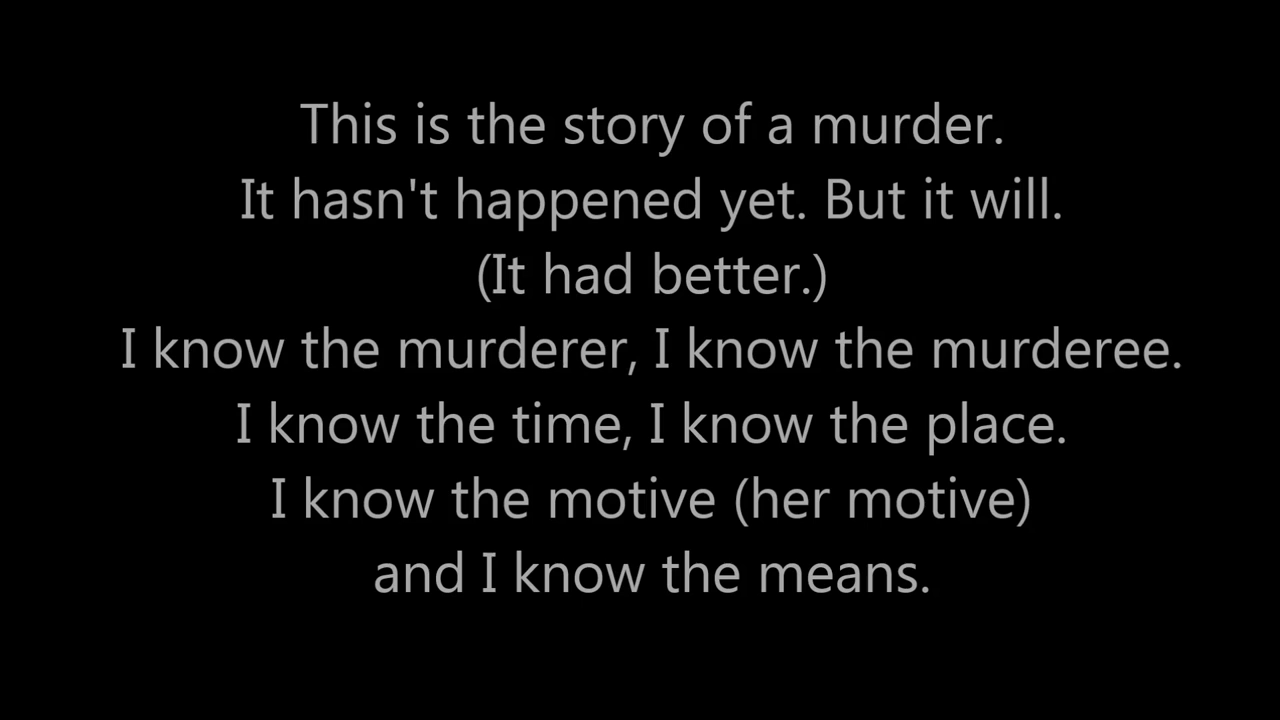 This is the story of a murder.
It hasn't happened yet. But it will.
(It had better.)
I know the murderer, I know the murderee.
I know the time, I know the place.
I know the motive (her motive)
and I know the means.